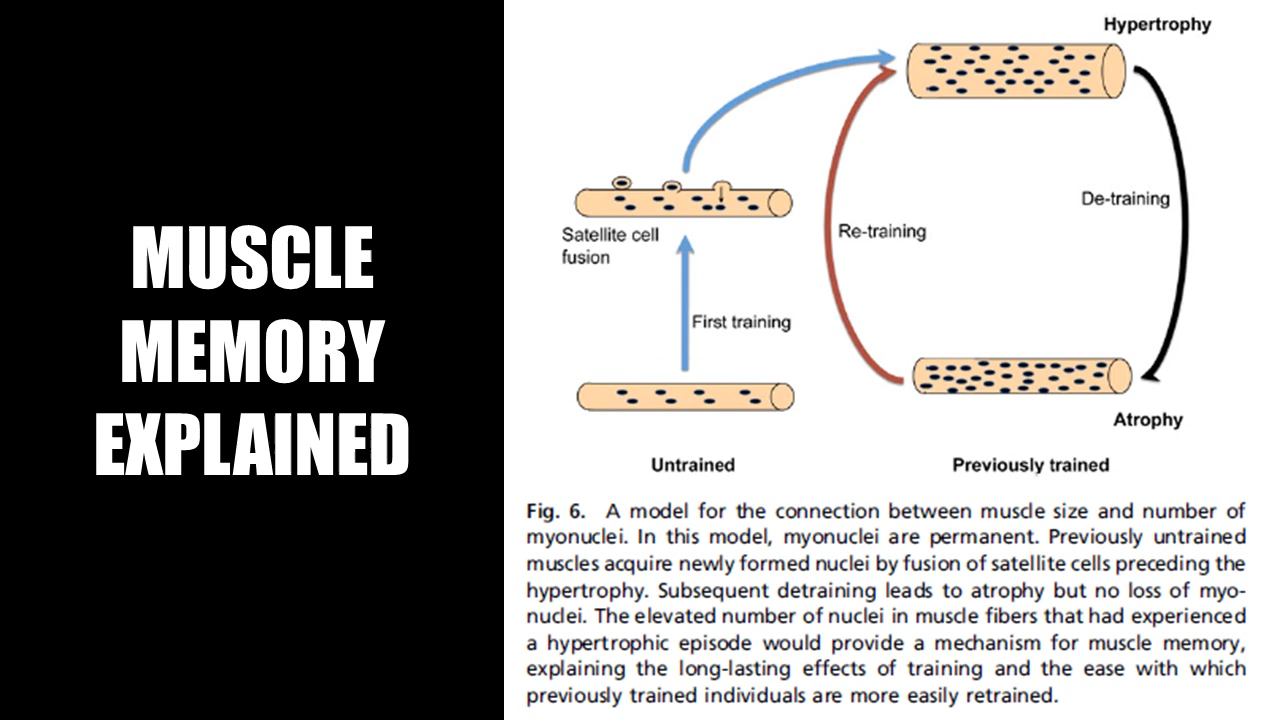 MUSCLE
MEMORY
EXPLAINED
Hypertrophy
De-training
Re-training
Satellite cell
fusion
First training
Atrophy
Untrained
Previously trained
Fig. 6. A model for the connection between muscle size and number of
myonuclei. In this model, myonuclei are permanent. Previously untrained
muscles acquire newly formed nuclei by fusion of satellite cells preceding the
hypertrophy. Subsequent detraining leads to atrophy but no loss of myo-
nuclei. The elevated number of nuclei in muscle fibers that had experienced
a hypertrophic episode would provide a mechanism for muscle memory,
explaining the long-lasting effects of training and the ease with which
previously trained individuals are more easily retrained.